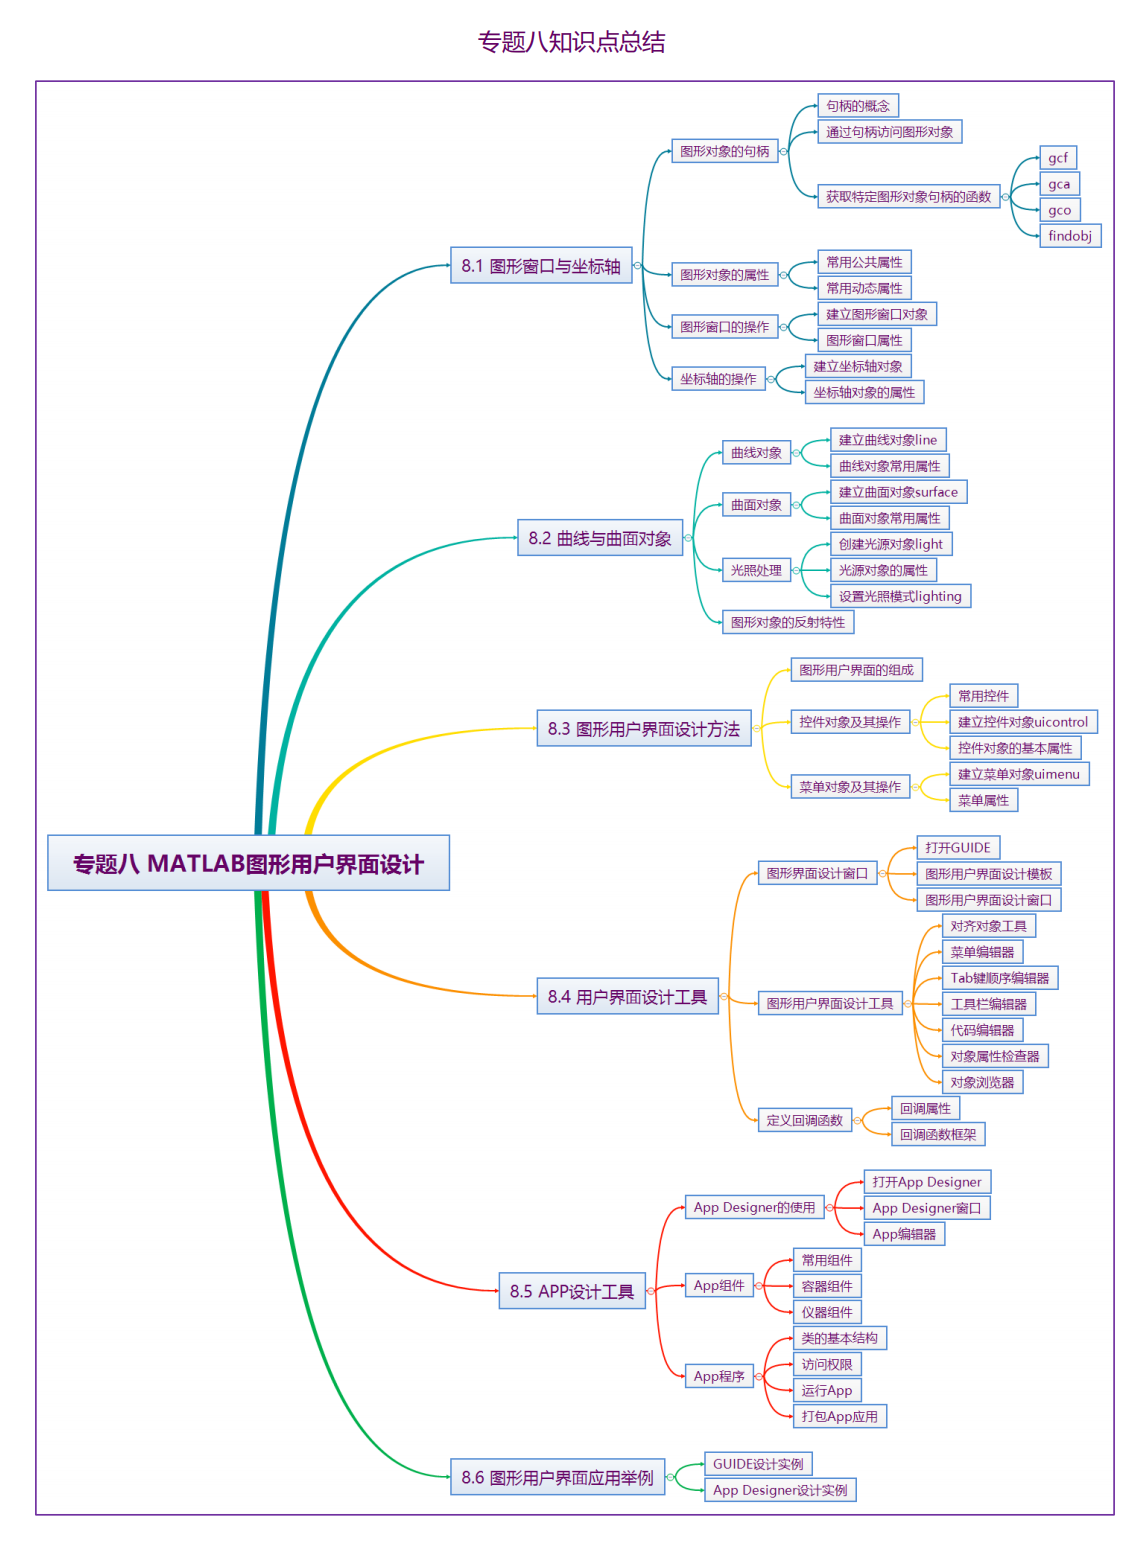 专题八知识点总结
专题八 MATLAB图形用户界面设计
8.1 图形窗口与坐标轴
图形对象的句柄
句柄的概念
通过句柄访问图形对象
获取特定图形对象句柄的函数
gcf
gca
gco
findobj
图形对象的属性
常用公共属性
常用动态属性
图形窗口的操作
建立图形窗口对象
图形窗口属性
坐标轴的操作
建立坐标轴对象
坐标轴对象的属性
8.2 曲线与曲面对象
曲线对象
建立曲线对象line
曲线对象常用属性
曲面对象
建立曲面对象surface
曲面对象常用属性
光照处理
创建光源对象light
光源对象的属性
设置光照模式lighting
图形对象的反射特性
8.3 图形用户界面设计方法
图形用户界面的组成
控件对象及其操作
常用控件
建立控件对象uicontrol
控件对象的基本属性
菜单对象及其操作
建立菜单对象uimenu
菜单属性
8.4 用户界面设计工具
图形界面设计窗口
打开GUIDE
图形用户界面设计模板
图形用户界面设计窗口
图形用户界面设计工具
对齐对象工具
菜单编辑器
Tab键顺序编辑器
工具栏编辑器
代码编辑器
对象属性检查器
对象浏览器
定义回调函数
回调属性
回调函数框架
8.5 APP设计工具
App Designer的使用
打开App Designer
App Designer窗口
App编辑器
App组件
常用组件
容器组件
仪器组件
App程序
类的基本结构
访问权限
运行App
打包App应用
8.6 图形用户界面应用举例
GUIDE设计实例
App Designer设计实例